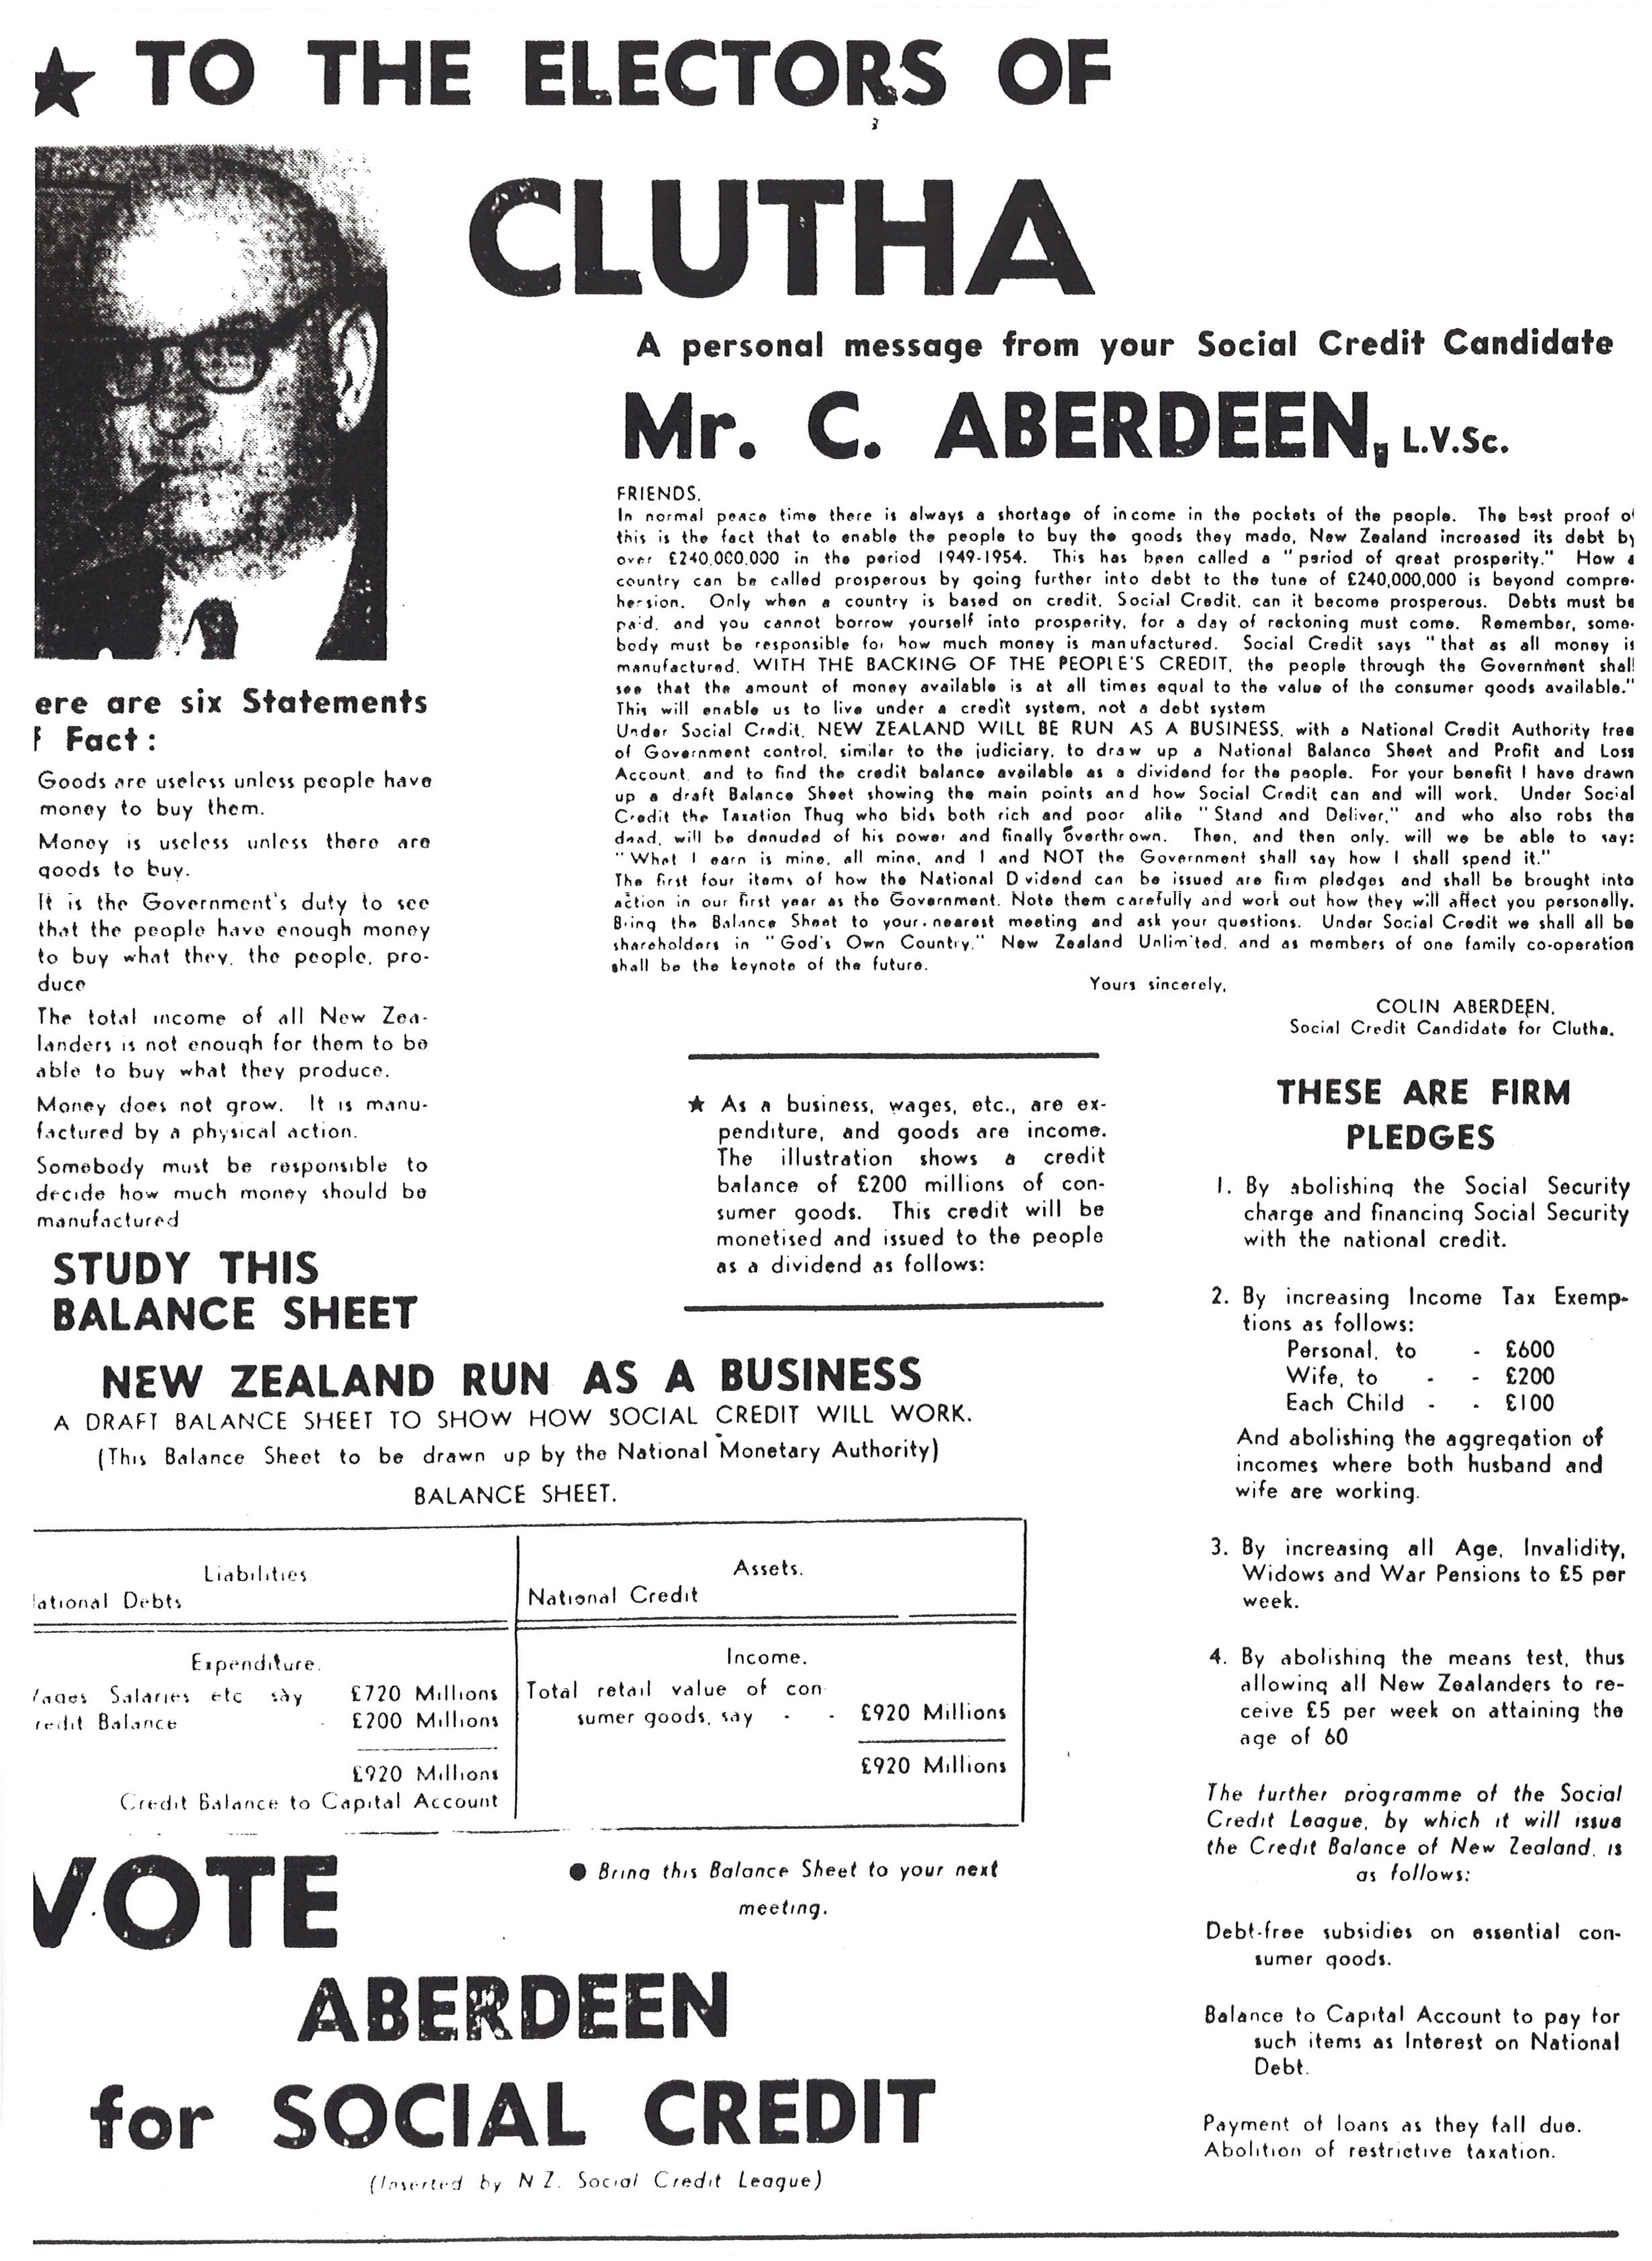 ★ TO THE ELECTORS OF
CLUTHA
A personal message from your Social Credit Candidate
Mr. C. ABERDEEN, L.V.Sc.
FRIENDS,
In normal peace time there is always a shortage of income in the pockets of the people. The best proof of
this is the fact that to enable the people to buy the goods they made, New Zealand increased its debt by
over £240,000,000 in the period 1949-1954. This has been called a "period of great prosperity." How a
country can be called prosperous by going further into debt to the tune of £240,000,000 is beyond compre-
hension. Only when a country is based on credit, Social Credit, can it become prosperous. Debts must be
paid, and you cannot borrow yourself into prosperity, for a day of reckoning must come. Remember, some-
body must be responsible for how much money is manufactured. Social Credit says "that as all money is
manufactured, WITH THE BACKING OF THE PEOPLE'S CREDIT, the people through the Government shall
see that the amount of money available is at all times equal to the value of the consumer goods available."
This will enable us to live under a credit system, not a debt system
Under Social Credit, NEW ZEALAND WILL BE RUN AS A BUSINESS, with a National Credit Authority free
of Government control, similar to the judiciary, to draw up a National Balance Sheet and Profit and Loss
Account, and to find the credit balance available as a dividend for the people. For your benefit I have drawn
up a draft Balance Sheet showing the main points and how Social Credit can and will work. Under Social
Credit the Taxation Thug who bids both rich and poor alike "Stand and Deliver," and who also robs the
dead, will be denuded of his power and finally overthrown. Then, and then only, will we be able to say:
"What I earn is mine, all mine, and I and NOT the Government shall say how I shall spend it."
The first four items of how the National Dividend can be issued are firm pledges and shall be brought into
action in our first year as the Government. Note them carefully and work out how they will affect you personally.
Bring the Balance Sheet to your nearest meeting and ask your questions. Under Social Credit we shall all be
shareholders in "God's Own Country," New Zealand Unlimited, and as members of one family co-operation
shall be the keynote of the future.
Yours sincerely,
COLIN ABERDEEN,
Social Credit Candidate for Clutha.
ere are six Statements
f Fact:
Goods are useless unless people have
money to buy them.
Money is useless unless there are
goods to buy.
It is the Government's duty to see
that the people have enough money
to buy what they, the people, pro-
duce
The total income of all New Zea-
landers is not enough for them to be
able to buy what they produce.
Money does not grow. It is manu-
factured by a physical action.
Somebody must be responsible to
decide how much money should be
manufactured
★ As a business, wages, etc., are ex-
penditure, and goods are income.
The illustration shows a credit
balance of £200 millions of con-
sumer goods. This credit will be
monetised and issued to the people
as a dividend as follows:
STUDY THIS
BALANCE SHEET
NEW ZEALAND RUN AS A BUSINESS
A DRAFT BALANCE SHEET TO SHOW HOW SOCIAL CREDIT WILL WORK.
(This Balance Sheet to be drawn up by the National Monetary Authority)
BALANCE SHEET.
Liabilities
ational Debts
Assets.
National Credit
Expenditure.
ages Salaries etc say £720 Millions
redit Balance - £200 Millions
£920 Millions
Credit Balance to Capital Account
Income.
Total retail value of con
sumer goods, say - - £920 Millions
£920 Millions
VOTE
ABERDEEN
for SOCIAL CREDIT
(Inserted by N Z. Social Credit League)
● Bring this Balance Sheet to your next
meeting.
THESE ARE FIRM
PLEDGES
1. By abolishing the Social Security
charge and financing Social Security
with the national credit.
2. By increasing Income Tax Exemp-
tions as follows:
Personal, to - £600
Wife, to - - £200
Each Child - - £100
And abolishing the aggregation of
incomes where both husband and
wife are working.
3. By increasing all Age, Invalidity,
Widows and War Pensions to £5 per
week.
4. By abolishing the means test, thus
allowing all New Zealanders to re-
ceive £5 per week on attaining the
age of 60
The further programme of the Social
Credit League, by which it will issue
the Credit Balance of New Zealand, is
as follows:
Debt-free subsidies on essential con-
sumer goods.
Balance to Capital Account to pay for
such items as Interest on National
Debt.
Payment of loans as they fall due.
Abolition of restrictive taxation.